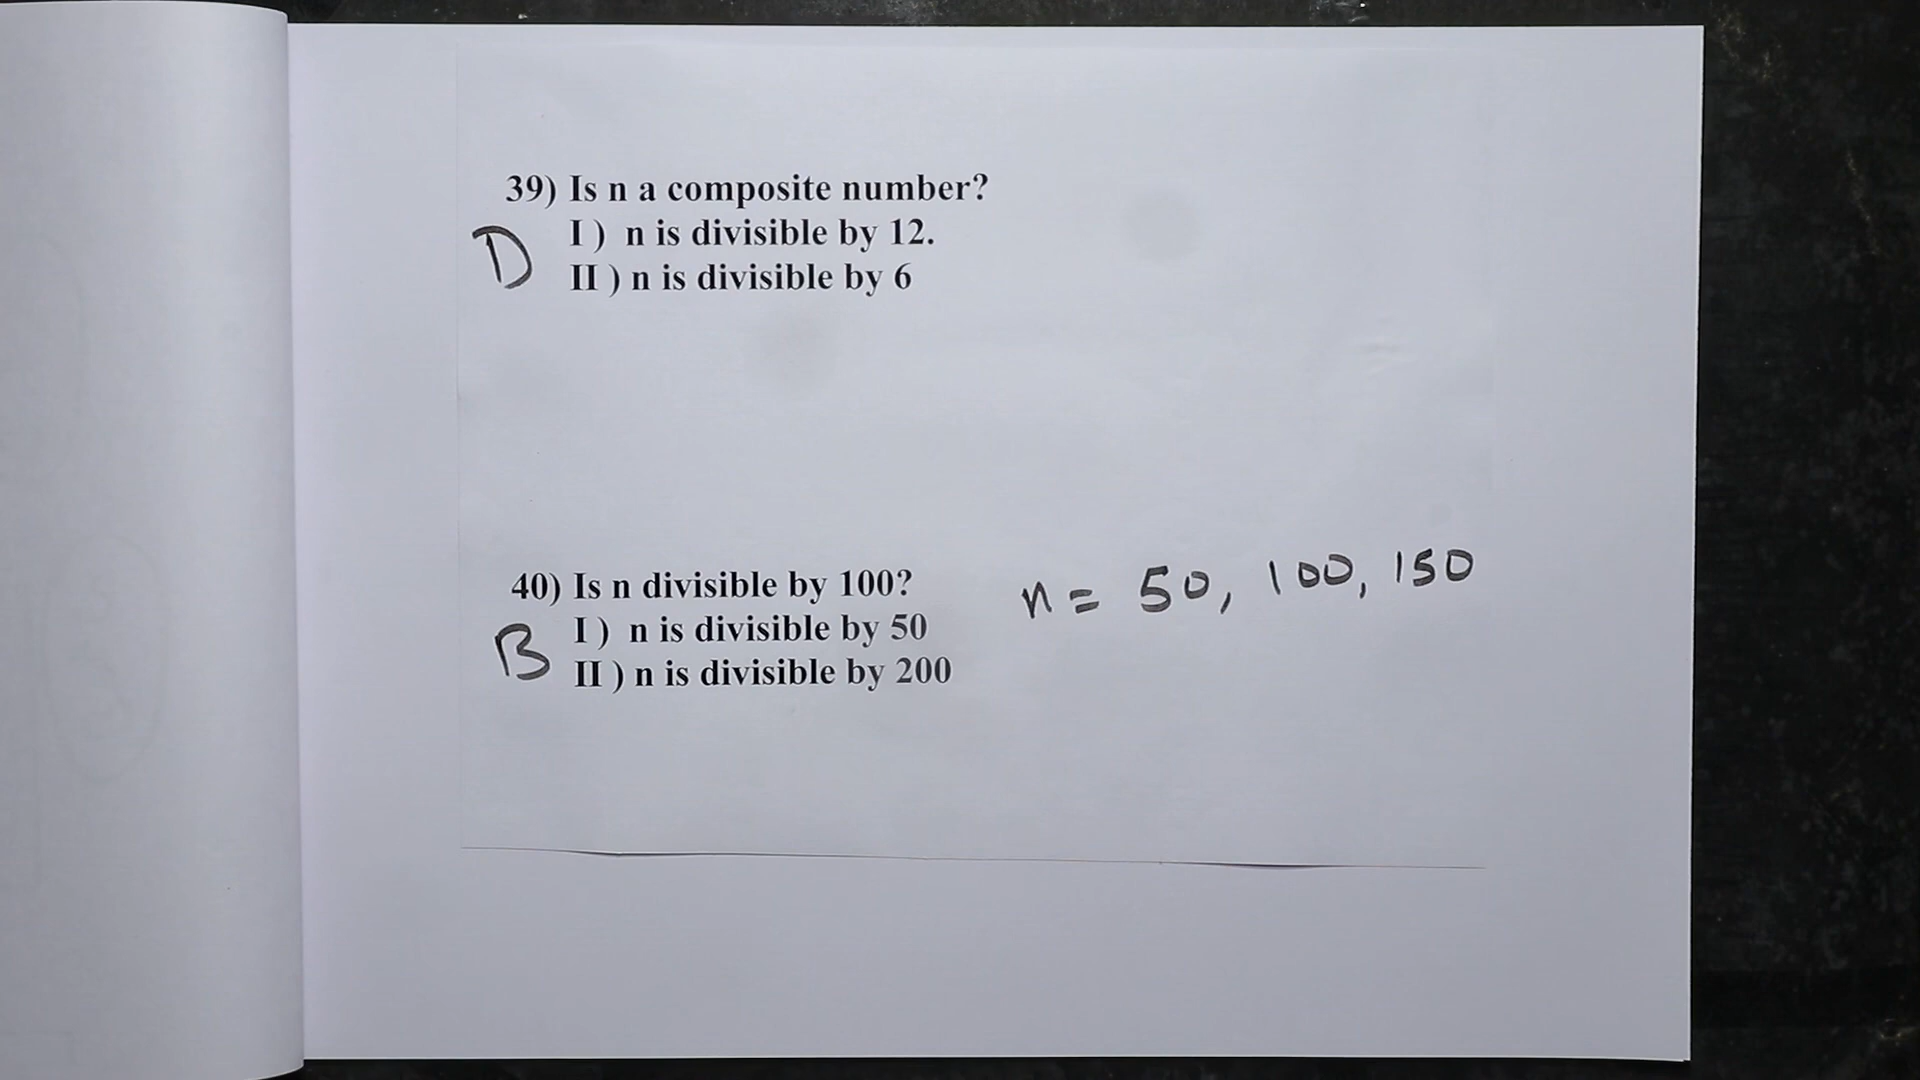 39) Is n a composite number?
I ) n is divisible by 12.
D
II ) n is divisible by 6
40) Is n divisible by 100?
n = 50, 100, 150
I ) n is divisible by 50
B
II ) n is divisible by 200